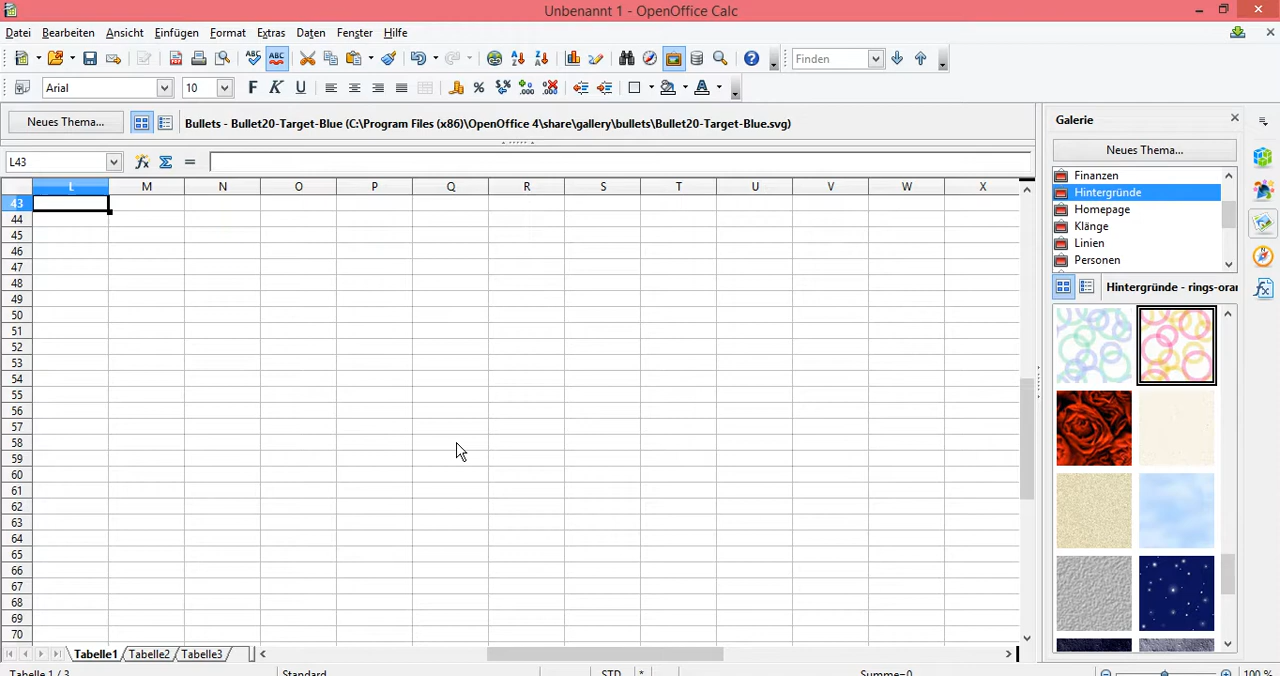 Unbenannt 1 - OpenOffice Calc
Datei Bearbeiten Ansicht Einfügen Format Extras Daten Fenster Hilfe
Finden
Arial 10 F K U
Neues Thema... Bullets - Bullet20-Target-Blue (C:\Program Files (x86)\OpenOffice 4\share\gallery\bullets\Bullet20-Target-Blue.svg)
L43
L M N O P Q R S T U V W X
43
44
45
46
47
48
49
50
51
52
53
54
55
56
57
58
59
60
61
62
63
64
65
66
67
68
69
70
Galerie
Neues Thema...
Finanzen
Hintergründe
Homepage
Klänge
Linien
Personen
Hintergründe - rings-orar
Tabelle1 Tabelle2 Tabelle3
Tabelle 1 / 3 Standard STD * Summe=0 100 %